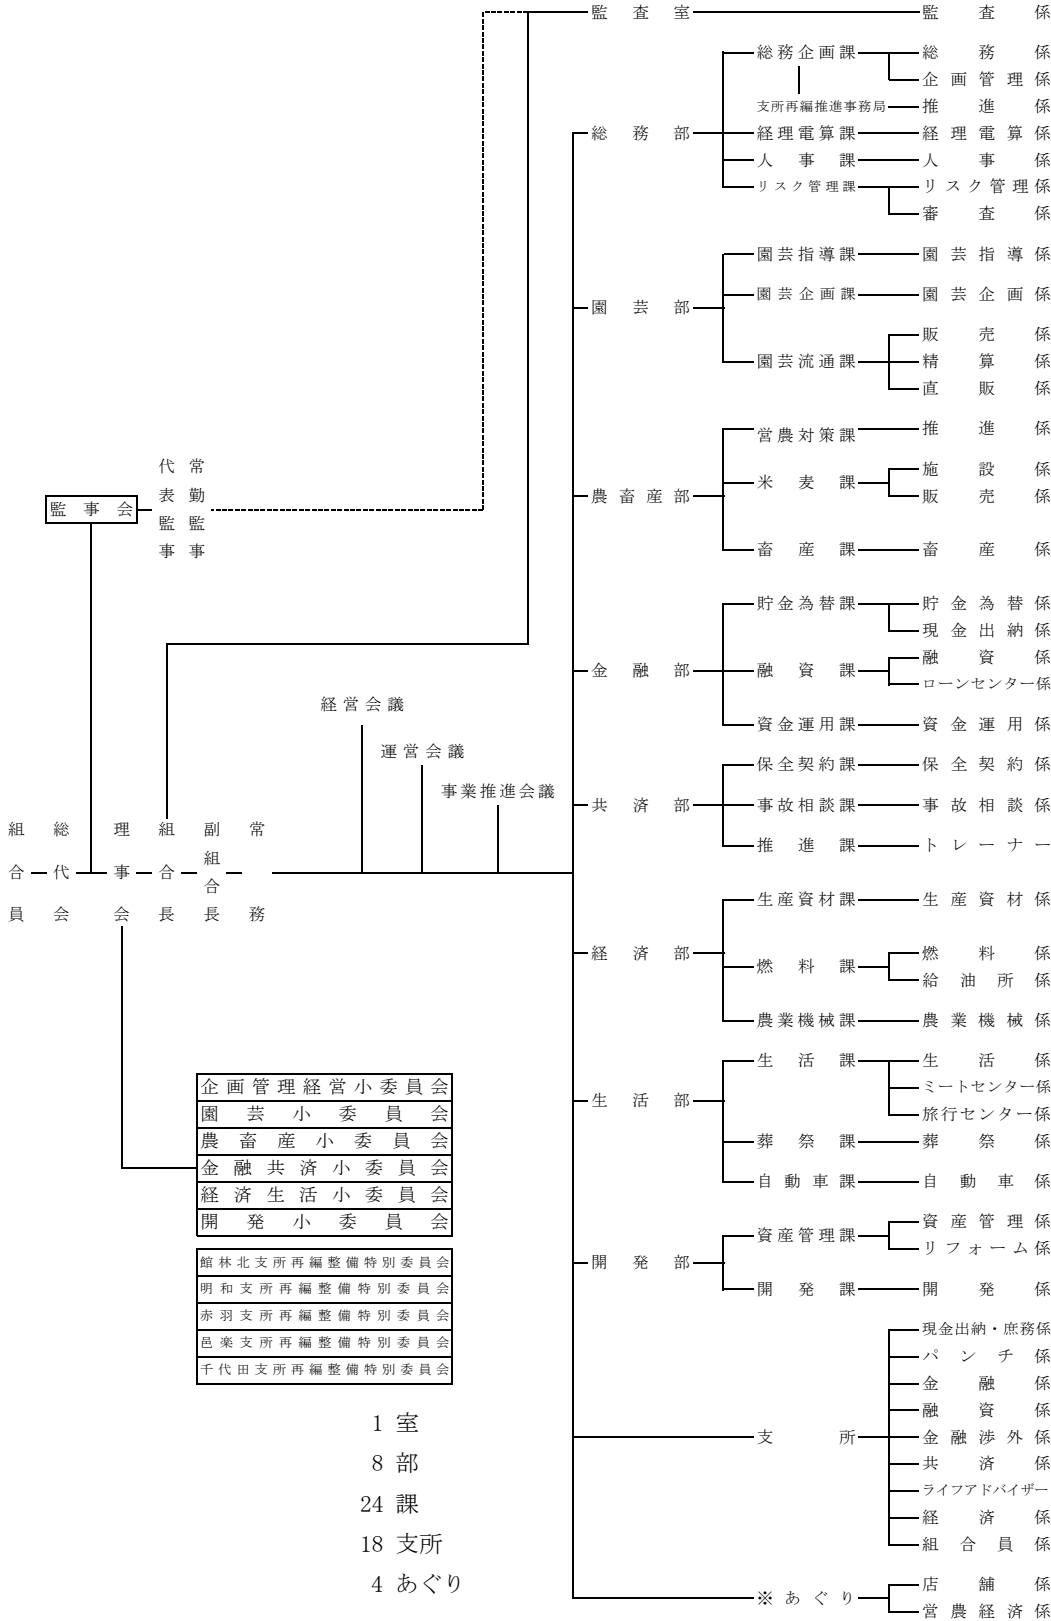 監査室 監査係
総務企画課 総務係
企画管理係
支所再編推進事務局 推進係
総務部 経理電算課 経理電算係
人事課 人事係
リスク管理課 リスク管理係
審査係
園芸指導課 園芸指導係
園芸企画課 園芸企画係
園芸部
販売係
園芸流通課 精算係
直販係
営農対策課 推進係
米麦課 施設係
農畜産部 販売係
畜産課 畜産係
監事会
代表監事
常勤監事
貯金為替課 貯金為替係
現金出納係
金融部 融資課 融資係
ローンセンター係
資金運用課 資金運用係
経営会議
運営会議
事業推進会議
保全契約課 保全契約係
共済部 事故相談課 事故相談係
推進課 トレーナー
組合員
総代会
理事会
組合長
副組合長
常務
生産資材課 生産資材係
経済部 燃料課 燃料係
給油所係
農業機械課 農業機械係
生活課 生活係
ミートセンター係
生活部 旅行センター係
葬祭課 葬祭係
自動車課 自動車係
企画管理経営小委員会
園芸小委員会
農畜産小委員会
金融共済小委員会
経済生活小委員会
開発小委員会
館林北支所再編整備特別委員会
明和支所再編整備特別委員会
赤羽支所再編整備特別委員会
邑楽支所再編整備特別委員会
千代田支所再編整備特別委員会
資産管理課 資産管理係
開発部 リフォーム係
開発課 開発係
現金出納・庶務係
パンチ係
金融係
融資係
支所 金融渉外係
共済係
ライフアドバイザー
経済係
組合員係
※あぐり 店舗係
営農経済係
1 室
8 部
24 課
18 支所
4 あぐり